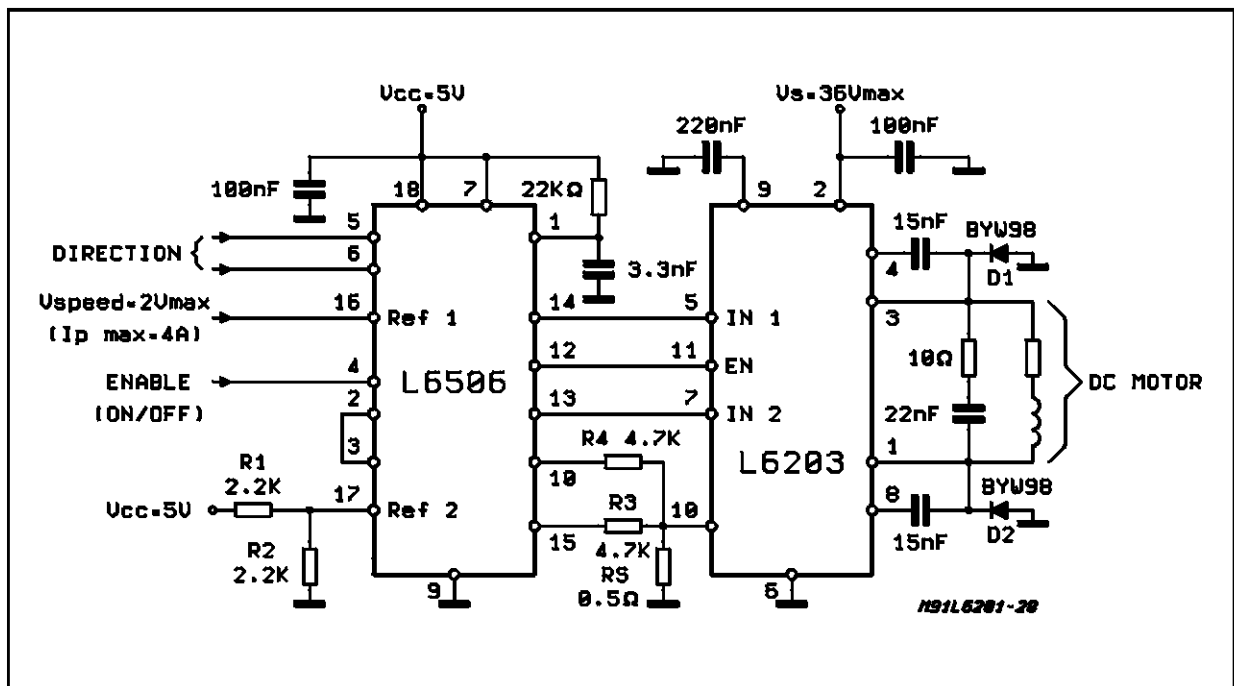 Vcc=5V
Vs=36Vmax
220nF
100nF
100nF
18
7
22KΩ
9
2
5
1
15nF
BYW98
DIRECTION {
6
3.3nF
4
D1
Vspeed=2Vmax
16
Ref 1
14
5
IN 1
3
(Ip max=4A)
12
11
EN
10Ω
ENABLE
4
L6506
DC MOTOR
(ON/OFF)
2
13
7
IN 2
22nF
3
R4 4.7K
L6203
1
R1
10
2.2K
8
BYW98
Vcc=5V
17
Ref 2
R3
10
R2
15
4.7K
15nF
D2
2.2K
RS
9
0.5Ω
6
M91L6201-20